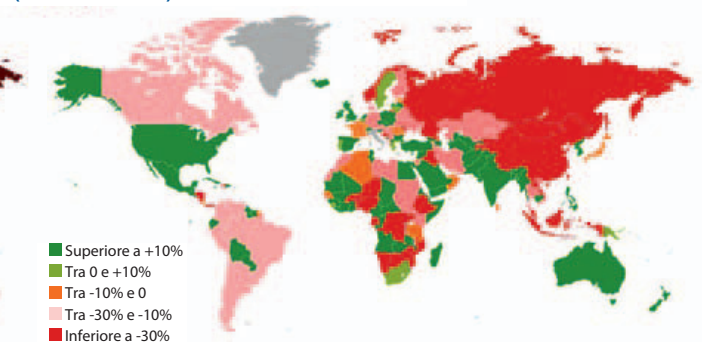 Superiore a +10%
Tra 0 e +10%
Tra -10% e 0
Tra -30% e -10%
Inferiore a -30%